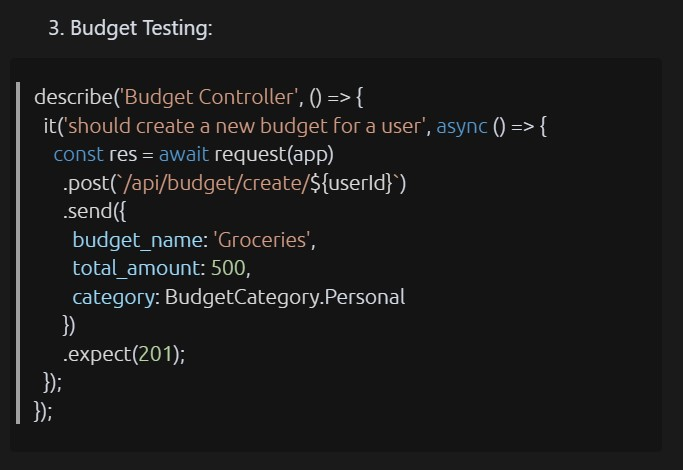 3. Budget Testing:
describe('Budget Controller', () => {
it('should create a new budget for a user', async () => {
const res = await request(app)
.post(`/api/budget/create/${userId}`)
.send({
budget_name: 'Groceries',
total_amount: 500,
category: BudgetCategory.Personal
})
.expect(201);
});
});